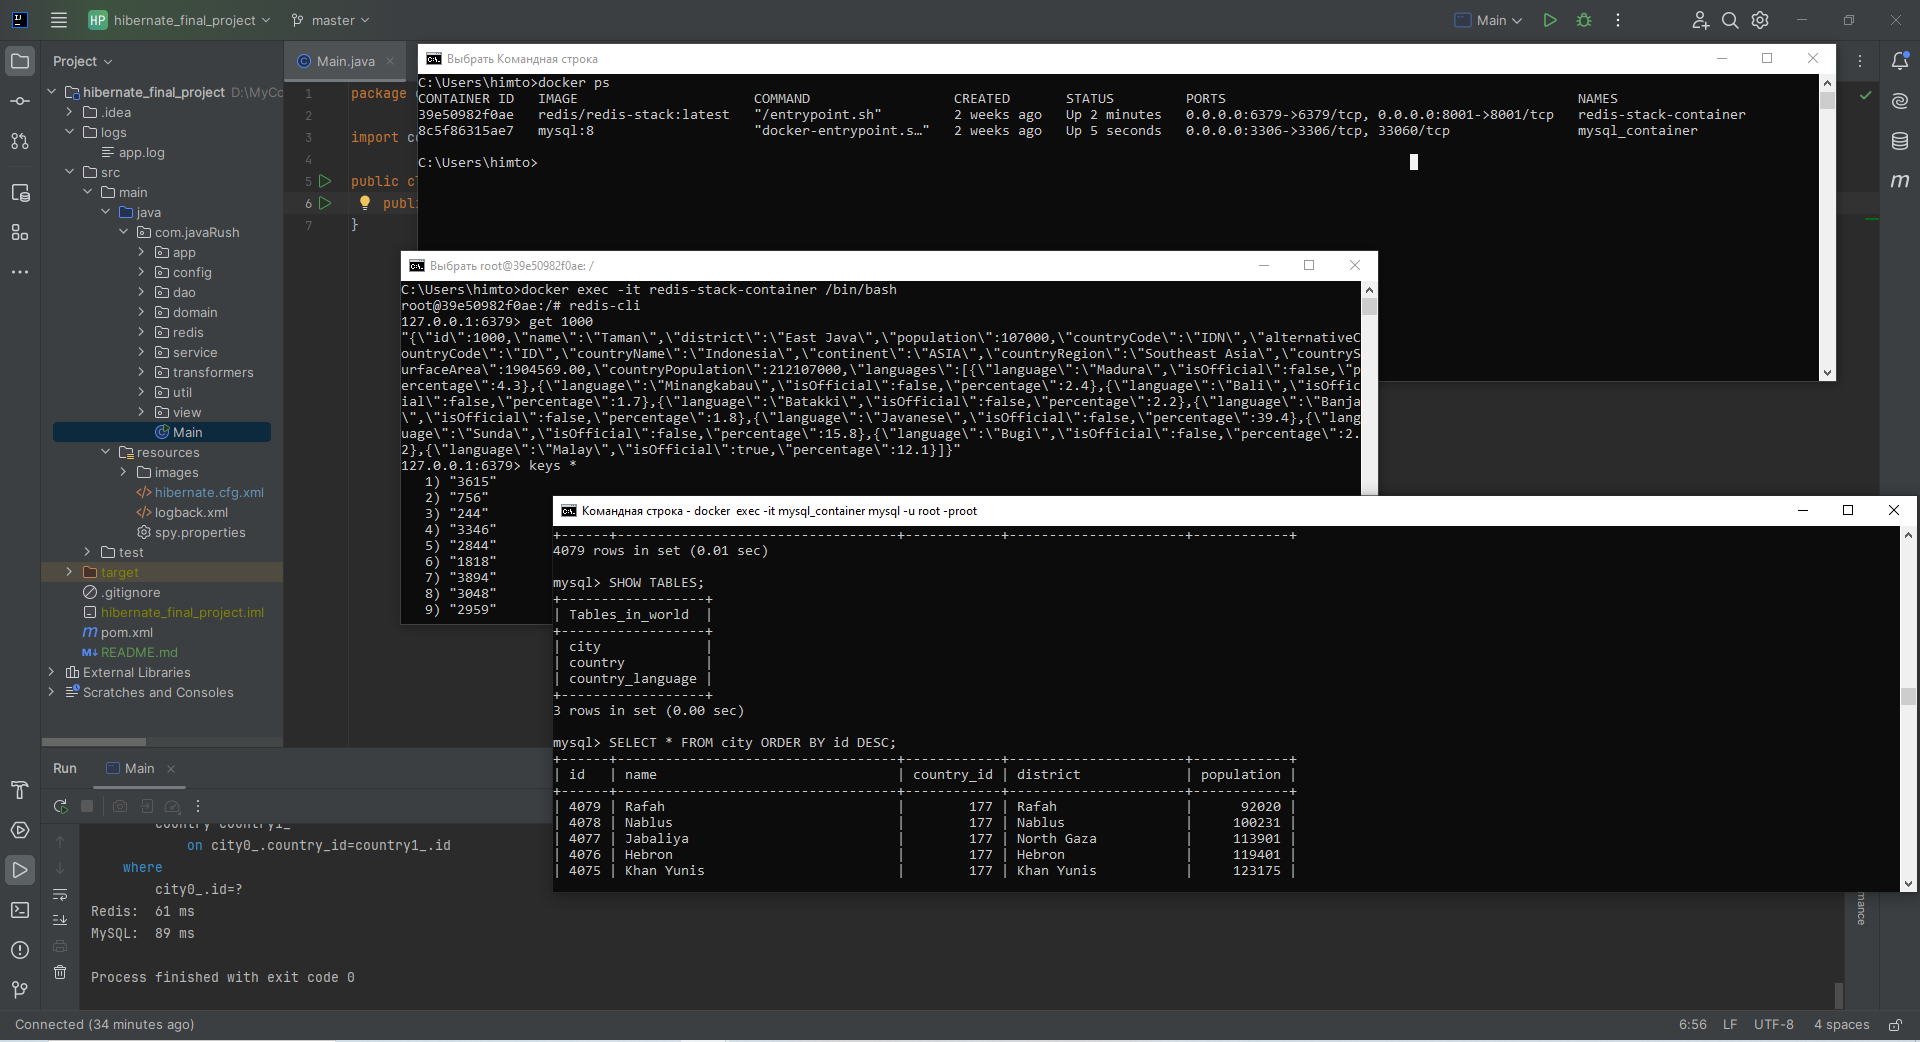 HP hibernate_final_project master Main
Project
hibernate_final_project D:\MyCo
.idea
logs
app.log
src
main
java
com.javaRush
app
config
dao
domain
redis
service
transformers
util
view
Main
resources
images
hibernate.cfg.xml
logback.xml
spy.properties
test
target
.gitignore
hibernate_final_project.iml
pom.xml
README.md
External Libraries
Scratches and Consoles
Main.java
1 package
2
3 import c
4
5 public c
6 publ
7 }
Выбрать Командная строка
C:\Users\himto>docker ps
CONTAINER ID IMAGE COMMAND CREATED STATUS PORTS NAMES
39e50982f0ae redis/redis-stack:latest "/entrypoint.sh" 2 weeks ago Up 2 minutes 0.0.0.0:6379->6379/tcp, 0.0.0.0:8001->8001/tcp redis-stack-container
8c5f86315ae7 mysql:8 "docker-entrypoint.s…" 2 weeks ago Up 5 seconds 0.0.0.0:3306->3306/tcp, 33060/tcp mysql_container
C:\Users\himto>
Выбрать root@39e50982f0ae: /
C:\Users\himto>docker exec -it redis-stack-container /bin/bash
root@39e50982f0ae:/# redis-cli
127.0.0.1:6379> get 1000
"{\"id\":1000,\"name\":\"Taman\",\"district\":\"East Java\",\"population\":107000,\"countryCode\":\"IDN\",\"alternativeC
ountryCode\":\"ID\",\"countryName\":\"Indonesia\",\"continent\":\"ASIA\",\"countryRegion\":\"Southeast Asia\",\"countryS
urfaceArea\":1904569.00,\"countryPopulation\":212107000,\"languages\":[{\"language\":\"Madura\",\"isOfficial\":false,\"p
ercentage\":4.3},{\"language\":\"Minangkabau\",\"isOfficial\":false,\"percentage\":2.4},{\"language\":\"Bali\",\"isOffic
ial\":false,\"percentage\":1.7},{\"language\":\"Batakki\",\"isOfficial\":false,\"percentage\":2.2},{\"language\":\"Banja
\",\"isOfficial\":false,\"percentage\":1.8},{\"language\":\"Javanese\",\"isOfficial\":false,\"percentage\":39.4},{\"lang
uage\":\"Sunda\",\"isOfficial\":false,\"percentage\":15.8},{\"language\":\"Bugi\",\"isOfficial\":false,\"percentage\":2.
2},{\"language\":\"Malay\",\"isOfficial\":true,\"percentage\":12.1}]}"
127.0.0.1:6379> keys *
1) "3615"
2) "756"
3) "244"
4) "3346"
5) "2844"
6) "1818"
7) "3894"
8) "3048"
9) "2959"
Командная строка - docker exec -it mysql_container mysql -u root -proot
+------+-----------------------------------+------------+----------------------+------------+
4079 rows in set (0.01 sec)
mysql> SHOW TABLES;
+------------------+
| Tables_in_world |
+------------------+
| city |
| country |
| country_language |
+------------------+
3 rows in set (0.00 sec)
mysql> SELECT * FROM city ORDER BY id DESC;
+------+-----------------------------------+------------+----------------------+------------+
| id | name | country_id | district | population |
+------+-----------------------------------+------------+----------------------+------------+
| 4079 | Rafah | 177 | Rafah | 92020 |
| 4078 | Nablus | 177 | Nablus | 100231 |
| 4077 | Jabaliya | 177 | North Gaza | 113901 |
| 4076 | Hebron | 177 | Hebron | 119401 |
| 4075 | Khan Yunis | 177 | Khan Yunis | 123175 |
Run Main
country country1_
on city0_.country_id=country1_.id
where
city0_.id=?
Redis: 61 ms
MySQL: 89 ms
Process finished with exit code 0
mance
Connected (34 minutes ago) 6:56 LF UTF-8 4 spaces